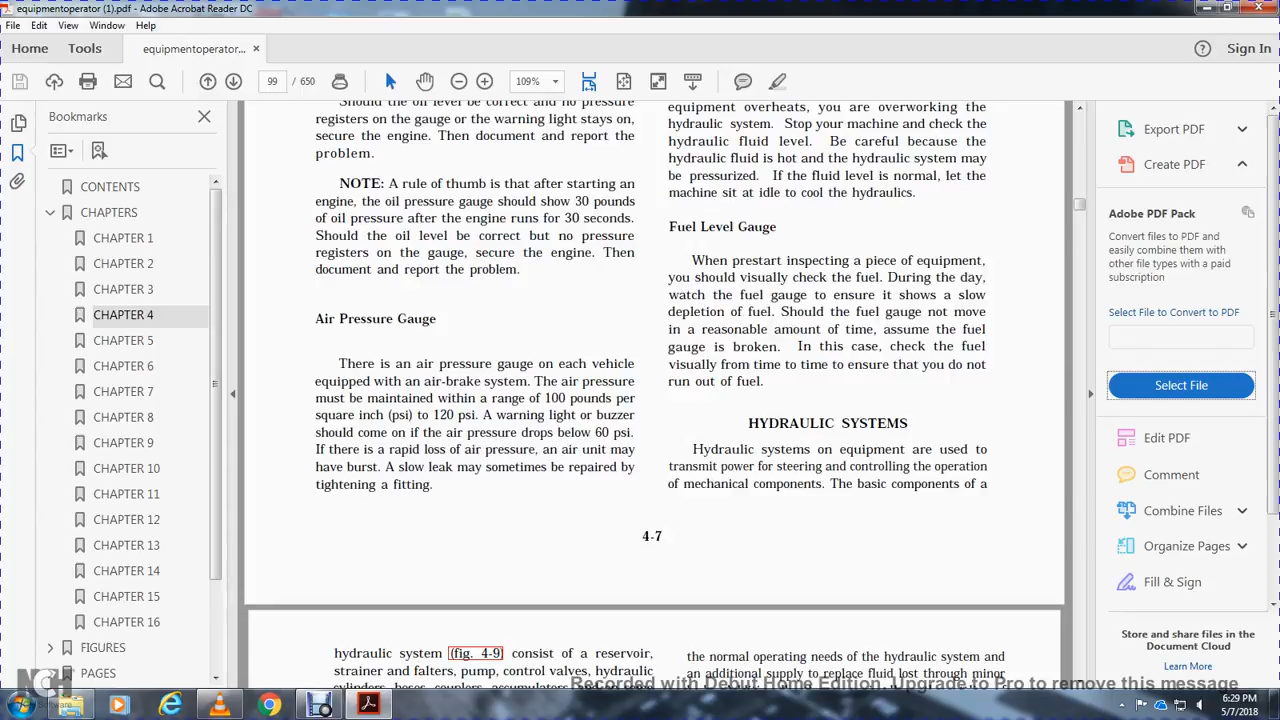 equipmentoperator (1).pdf - Adobe Acrobat Reader DC
File Edit View Window Help
Home Tools equipmentoperator... × Sign In
99 / 650 109%
Bookmarks
CONTENTS
CHAPTERS
CHAPTER 1
CHAPTER 2
CHAPTER 3
CHAPTER 4
CHAPTER 5
CHAPTER 6
CHAPTER 7
CHAPTER 8
CHAPTER 9
CHAPTER 10
CHAPTER 11
CHAPTER 12
CHAPTER 13
CHAPTER 14
CHAPTER 15
CHAPTER 16
FIGURES
PAGES
Should the oil level be correct and no pressure
registers on the gauge or the warning light stays on,
secure the engine. Then document and report the
problem.
NOTE: A rule of thumb is that after starting an
engine, the oil pressure gauge should show 30 pounds
of oil pressure after the engine runs for 30 seconds.
Should the oil level be correct but no pressure
registers on the gauge, secure the engine. Then
document and report the problem.
Air Pressure Gauge
There is an air pressure gauge on each vehicle
equipped with an air-brake system. The air pressure
must be maintained within a range of 100 pounds per
square inch (psi) to 120 psi. A warning light or buzzer
should come on if the air pressure drops below 60 psi.
If there is a rapid loss of air pressure, an air unit may
have burst. A slow leak may sometimes be repaired by
tightening a fitting.
equipment overheats, you are overworking the
hydraulic system. Stop your machine and check the
hydraulic fluid level. Be careful because the
hydraulic fluid is hot and the hydraulic system may
be pressurized. If the fluid level is normal, let the
machine sit at idle to cool the hydraulics.
Fuel Level Gauge
When prestart inspecting a piece of equipment,
you should visually check the fuel. During the day,
watch the fuel gauge to ensure it shows a slow
depletion of fuel. Should the fuel gauge not move
in a reasonable amount of time, assume the fuel
gauge is broken. In this case, check the fuel
visually from time to time to ensure that you do not
run out of fuel.
HYDRAULIC SYSTEMS
Hydraulic systems on equipment are used to
transmit power for steering and controlling the operation
of mechanical components. The basic components of a
4-7
hydraulic system (fig. 4-9) consist of a reservoir,
strainer and falters, pump, control valves, hydraulic
cylinders, hoses, couplers, accumulators
the normal operating needs of the hydraulic system and
an additional supply to replace fluid lost through minor
Export PDF
Create PDF
Adobe PDF Pack
Convert files to PDF and
easily combine them with
other file types with a paid
subscription
Select File to Convert to PDF
Select File
Edit PDF
Comment
Combine Files
Organize Pages
Fill & Sign
Store and share files in the
Document Cloud
Learn More
NCH
Software
Recorded with Debut Home Edition. Upgrade to Pro to remove this message
6:29 PM
5/7/2018